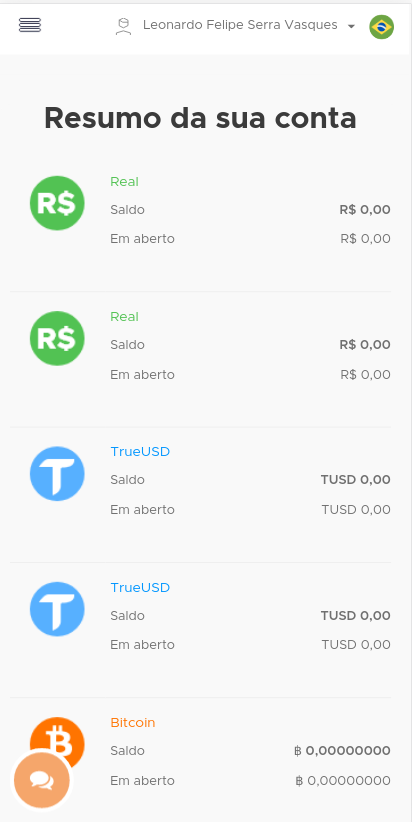 Leonardo Felipe Serra Vasques
Resumo da sua conta
R$
Real
Saldo R$ 0,00
Em aberto R$ 0,00
R$
Real
Saldo R$ 0,00
Em aberto R$ 0,00
TrueUSD
Saldo TUSD 0,00
Em aberto TUSD 0,00
TrueUSD
Saldo TUSD 0,00
Em aberto TUSD 0,00
Bitcoin
Saldo ฿ 0,00000000
Em aberto ฿ 0,00000000